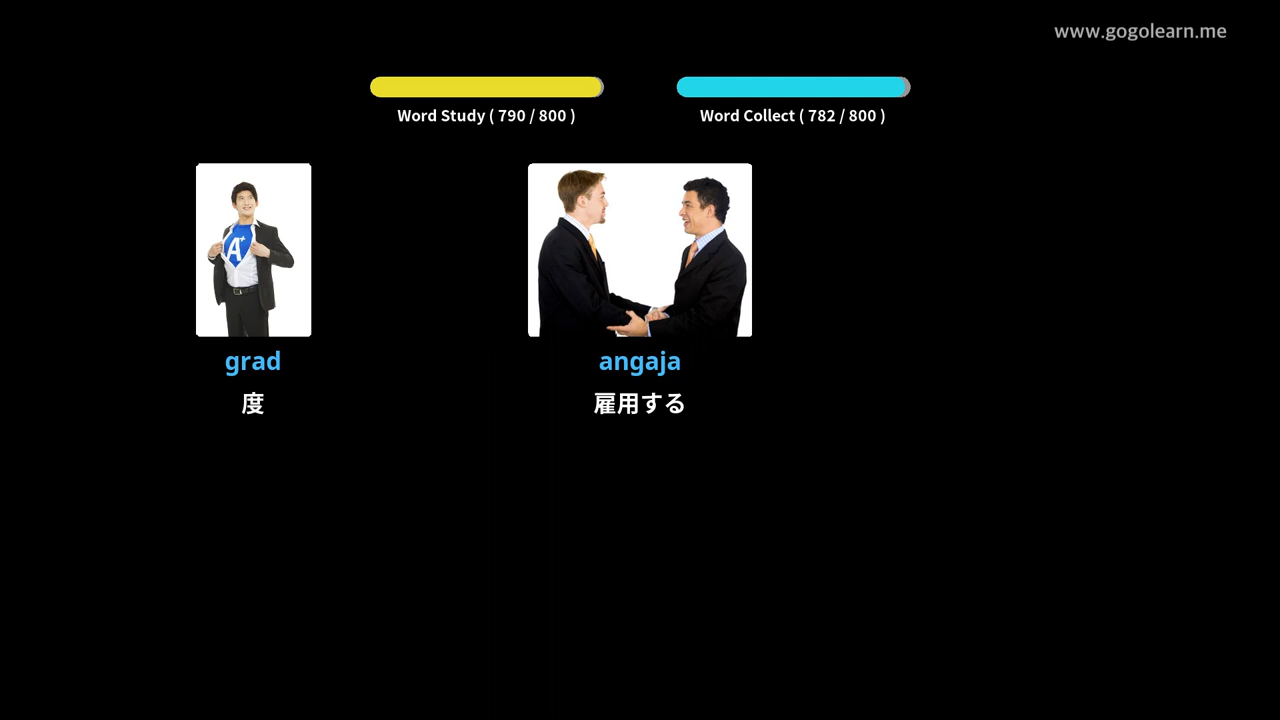 www.gogolearn.me
Word Study ( 790 / 800 )
Word Collect ( 782 / 800 )
A+
grad
angaja
度
雇用する